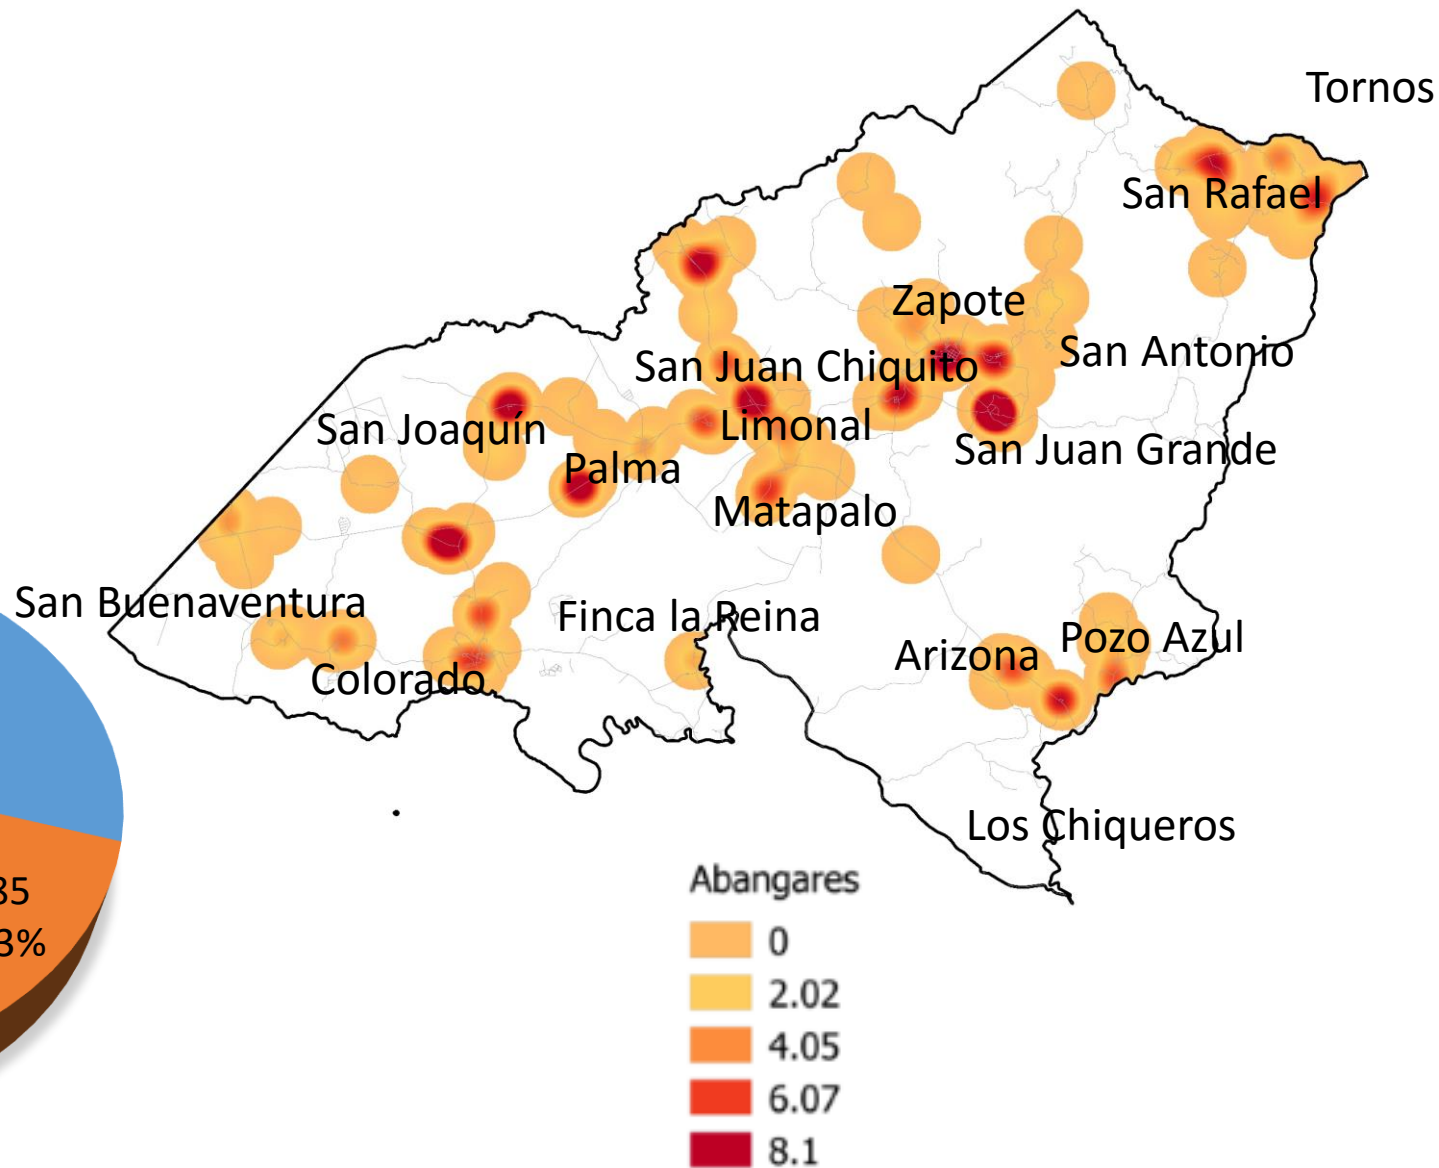 Tornos
San Rafael
Zapote
San Antonio
San Juan Chiquito
Limonal
San Joaquín
San Juan Grande
Palma
Matapalo
San Buenaventura
Finca la Reina
Pozo Azul
Arizona
Colorado
Los Chiqueros
Abangares
0
2.02
4.05
6.07
8.1